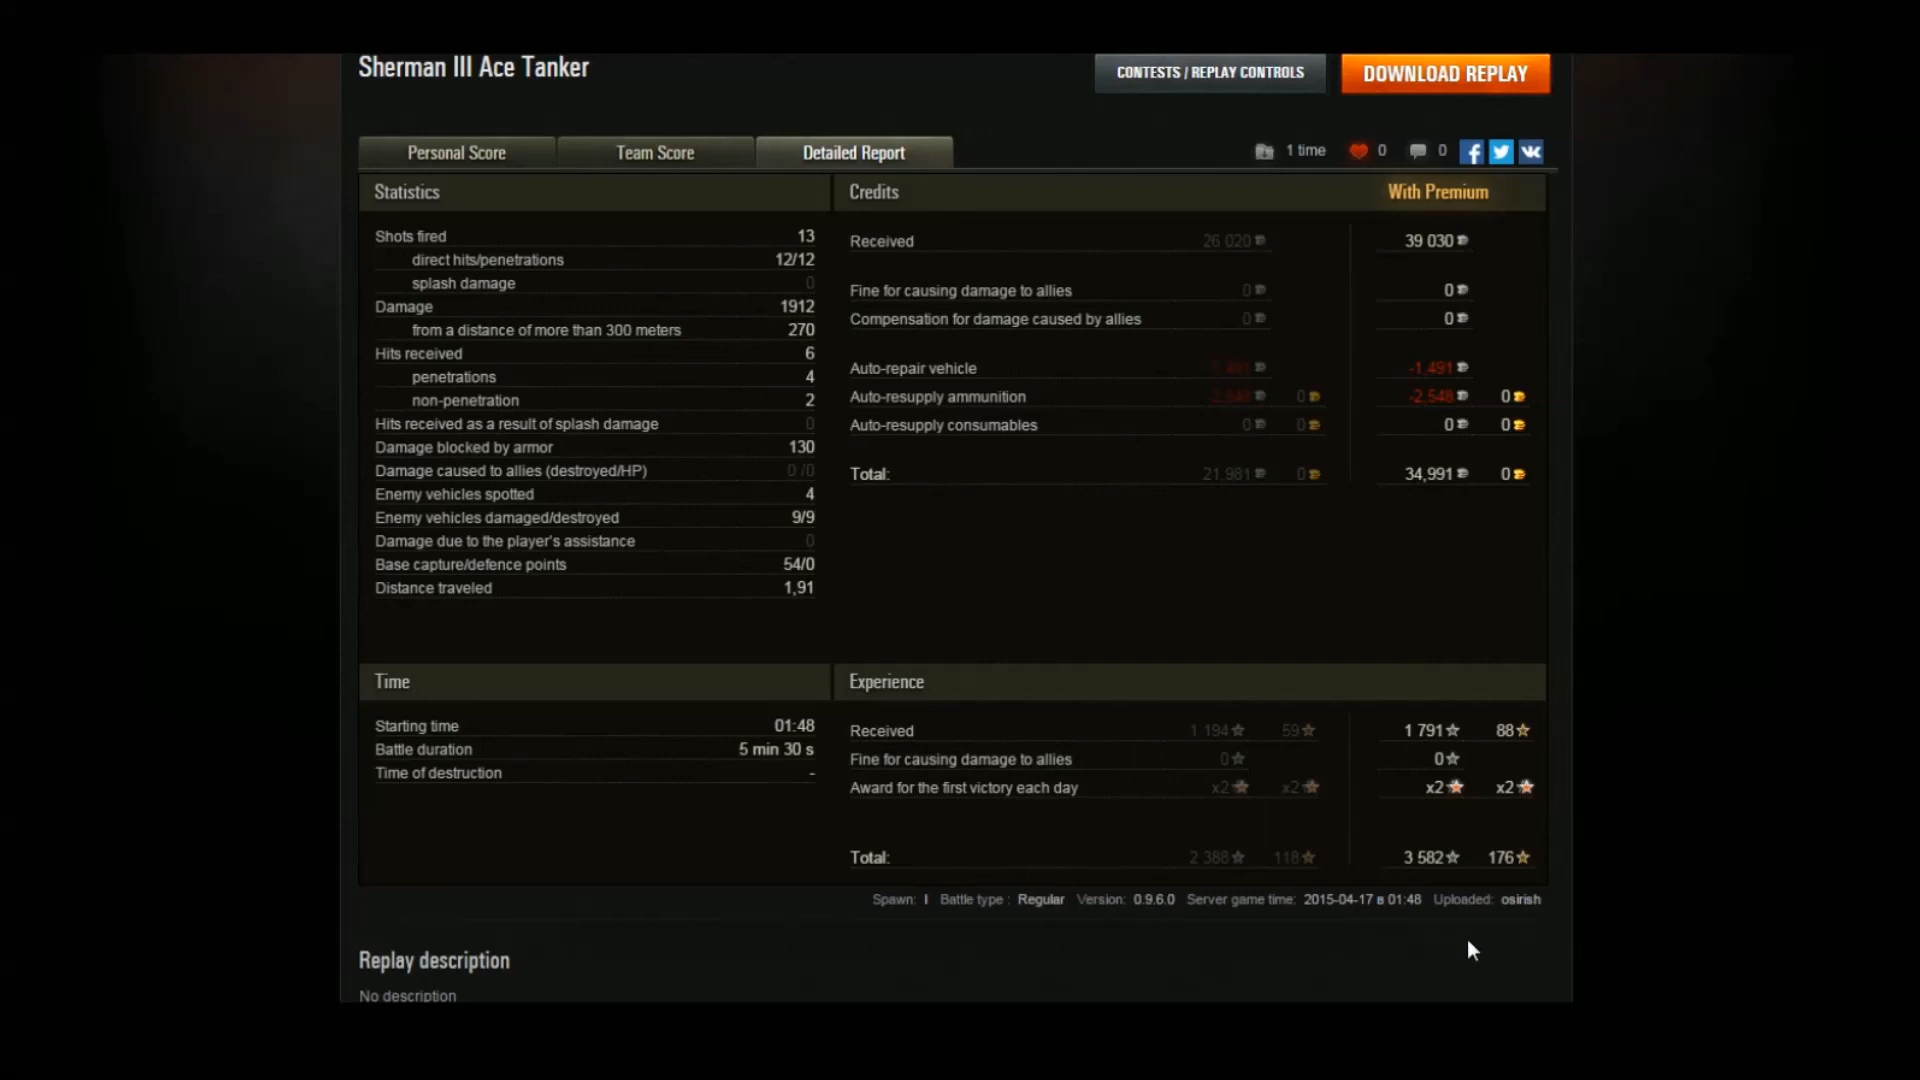 Sherman III Ace Tanker
CONTESTS / REPLAY CONTROLS
DOWNLOAD REPLAY
Personal Score
Team Score
Detailed Report
1 time
0
0
Statistics
Credits
With Premium
Shots fired 13
direct hits/penetrations 12/12
splash damage 0
Damage 1912
from a distance of more than 300 meters 270
Hits received 6
penetrations 4
non-penetration 2
Hits received as a result of splash damage 0
Damage blocked by armor 130
Damage caused to allies (destroyed/HP) 0 /0
Enemy vehicles spotted 4
Enemy vehicles damaged/destroyed 9/9
Damage due to the player's assistance 0
Base capture/defence points 54/0
Distance traveled 1,91
Received 26 020 39 030
Fine for causing damage to allies 0 0
Compensation for damage caused by allies 0 0
Auto-repair vehicle -1,491
Auto-resupply ammunition 0 -2,548 0
Auto-resupply consumables 0 0 0 0
Total: 21,981 0 34,991 0
Time
Experience
Starting time 01:48
Battle duration 5 min 30 s
Time of destruction -
Received 1 194 59 1 791 88
Fine for causing damage to allies 0 0
Award for the first victory each day x2 x2 x2 x2
Total: 2 388 118 3 582 176
Spawn: I Battle type : Regular Version: 0.9.6.0 Server game time: 2015-04-17 в 01:48 Uploaded: osirish
Replay description
No description